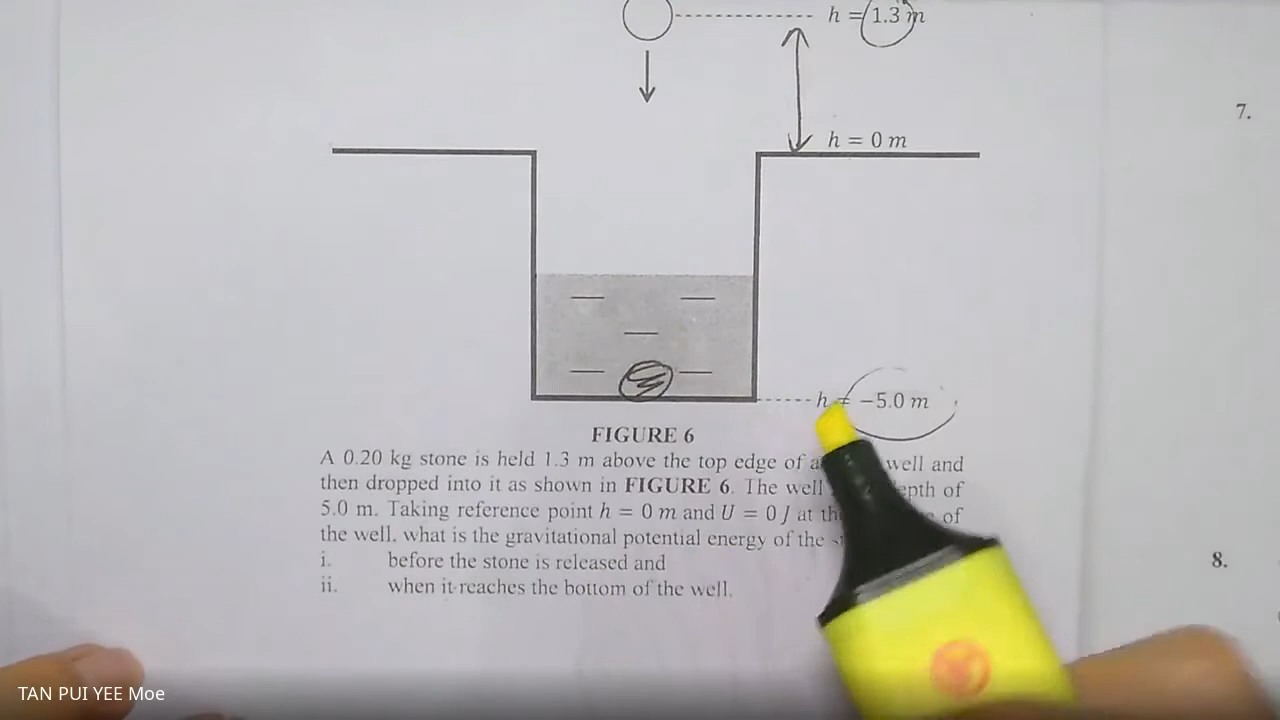 h = 1.3 m
7.
h = 0 m
h = −5.0 m
FIGURE 6
A 0.20 kg stone is held 1.3 m above the top edge of a well and
then dropped into it as shown in FIGURE 6. The well depth of
5.0 m. Taking reference point h = 0 m and U = 0 J at of
the well, what is the gravitational potential energy of the
8.
i. before the stone is released and
ii. when it reaches the bottom of the well.
TAN PUI YEE Moe